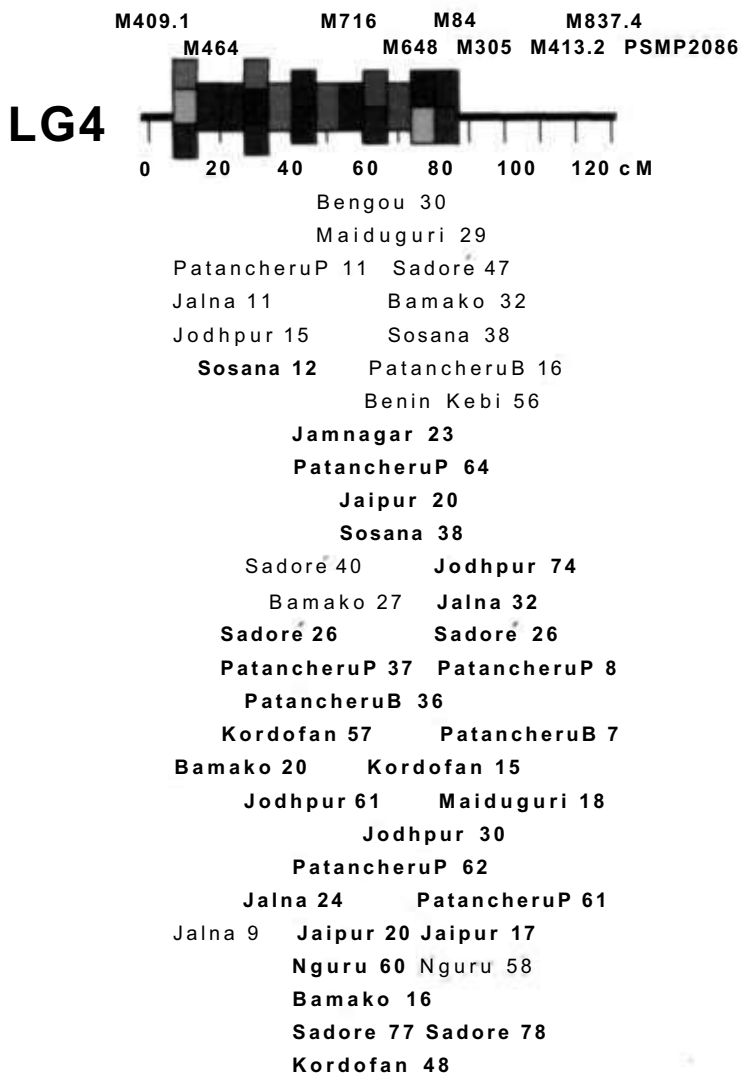 M409.1 M716 M84 M837.4
M464 M648 M305 M413.2 PSMP2086
LG4
0 20 40 60 80 100 120 cM
Bengou 30
Maiduguri 29
PatancheruP 11 Sadore 47
Jalna 11 Bamako 32
Jodhpur 15 Sosana 38
Sosana 12 PatancheruB 16
Benin Kebi 56
Jamnagar 23
PatancheruP 64
Jaipur 20
Sosana 38
Sadore 40 Jodhpur 74
Bamako 27 Jalna 32
Sadore 26 Sadore 26
PatancheruP 37 PatancheruP 8
PatancheruB 36
Kordofan 57 PatancheruB 7
Bamako 20 Kordofan 15
Jodhpur 61 Maiduguri 18
Jodhpur 30
PatancheruP 62
Jalna 24 PatancheruP 61
Jalna 9 Jaipur 20 Jaipur 17
Nguru 60 Nguru 58
Bamako 16
Sadore 77 Sadore 78
Kordofan 48